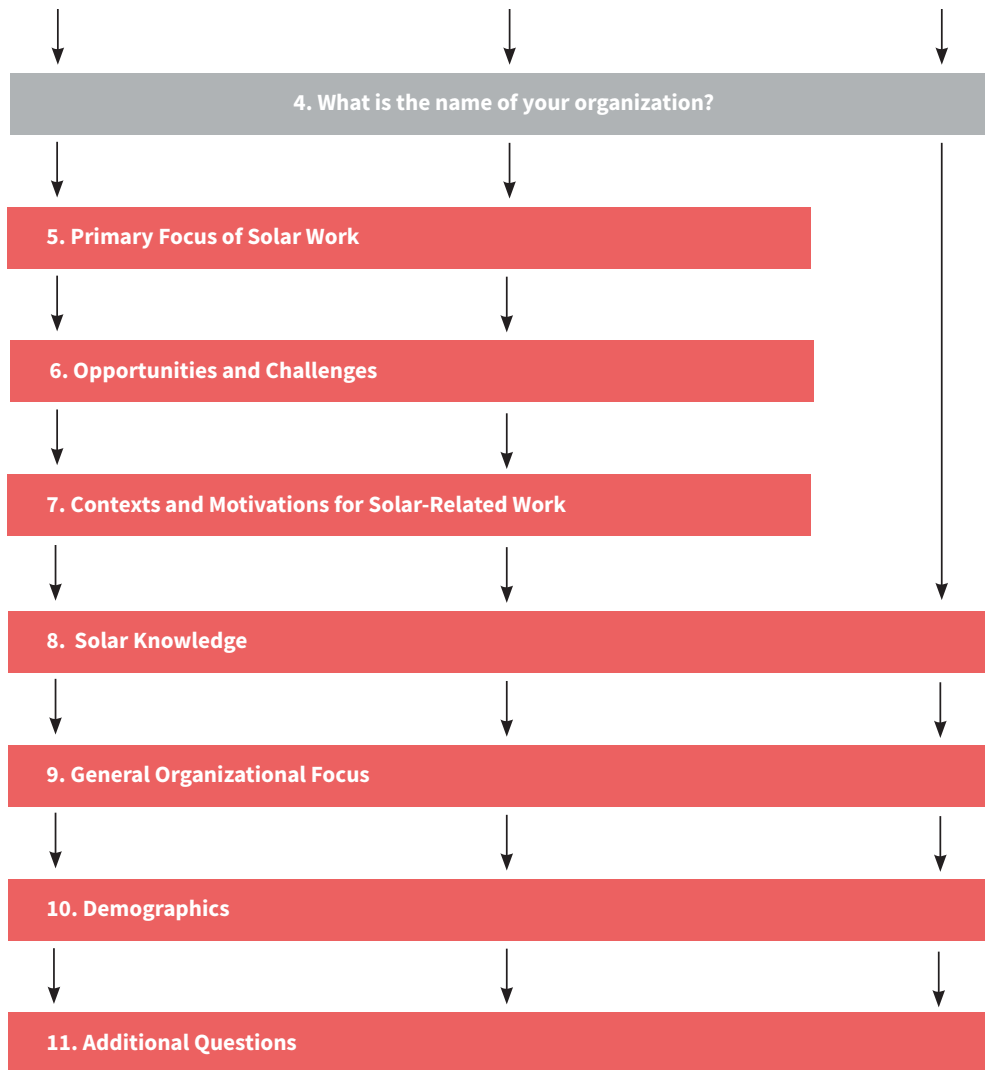 4. What is the name of your organization?
5. Primary Focus of Solar Work
6. Opportunities and Challenges
7. Contexts and Motivations for Solar-Related Work
8.  Solar Knowledge
9. General Organizational Focus
10. Demographics
11. Additional Questions